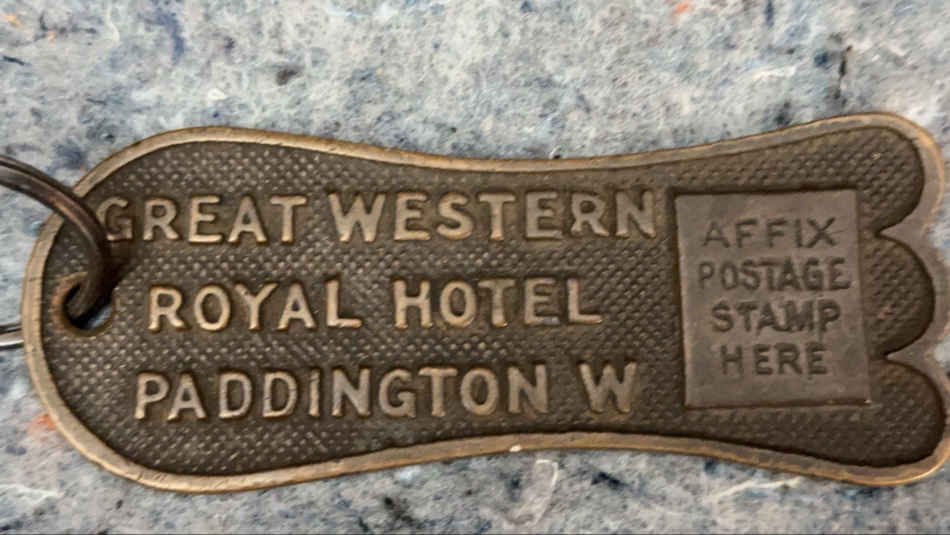 GREAT WESTERN
ROYAL HOTEL
PADDINGTON W
AFFIX
POSTAGE
STAMP
HERE